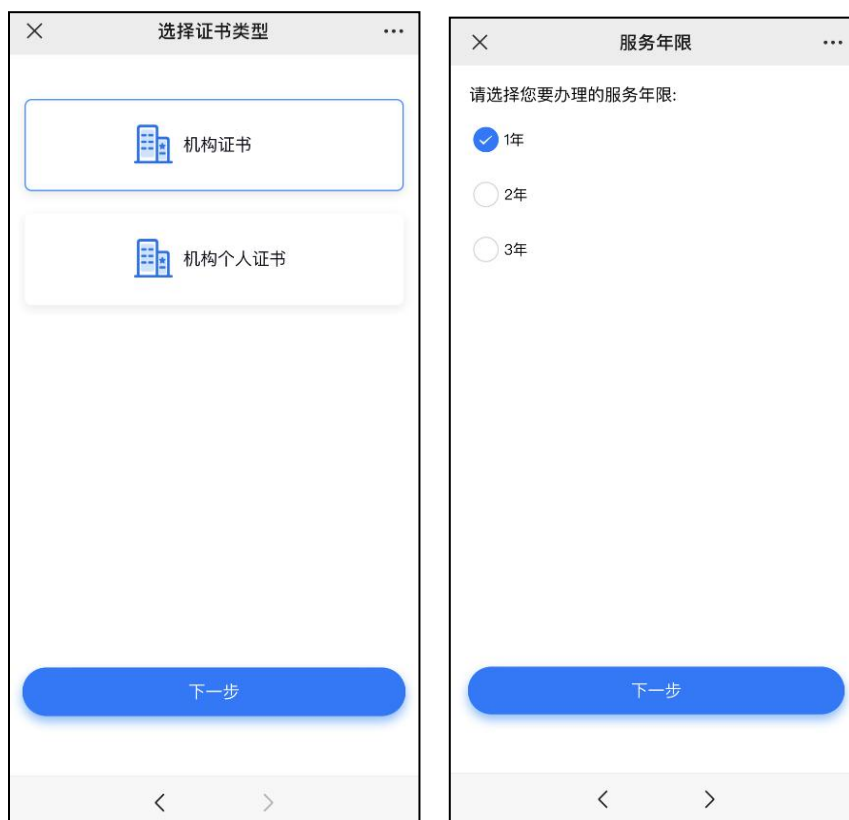 选择证书类型
机构证书
机构个人证书
下一步
服务年限
请选择您要办理的服务年限:
1年
2年
3年
下一步